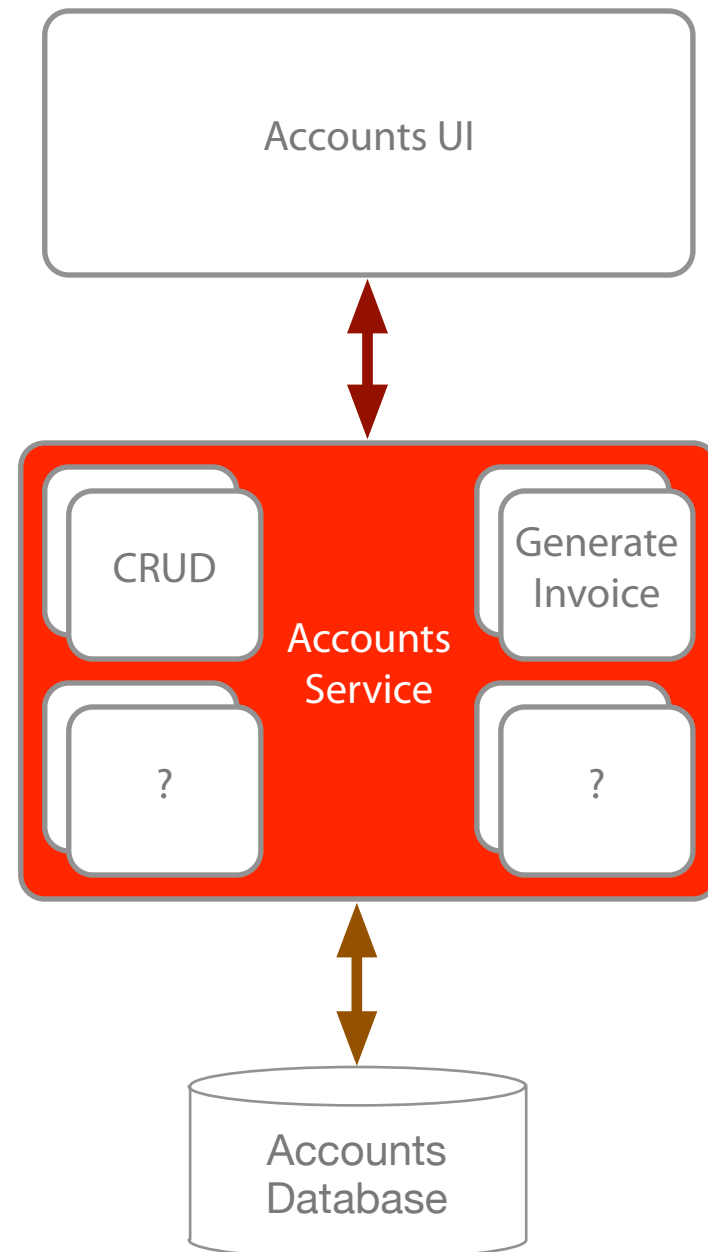 Accounts UI
CRUD
Generate
Invoice
Accounts
Service
?
?
Accounts
Database